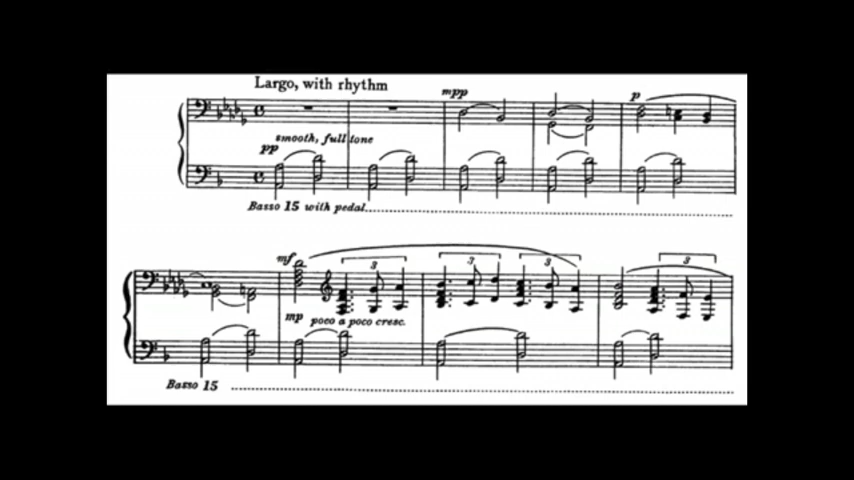 Largo, with rhythm
mpp
p
smooth, full tone
pp
Basso 15 with pedal
mf
3
3
3
3
mp poco a poco cresc.
Basso 15